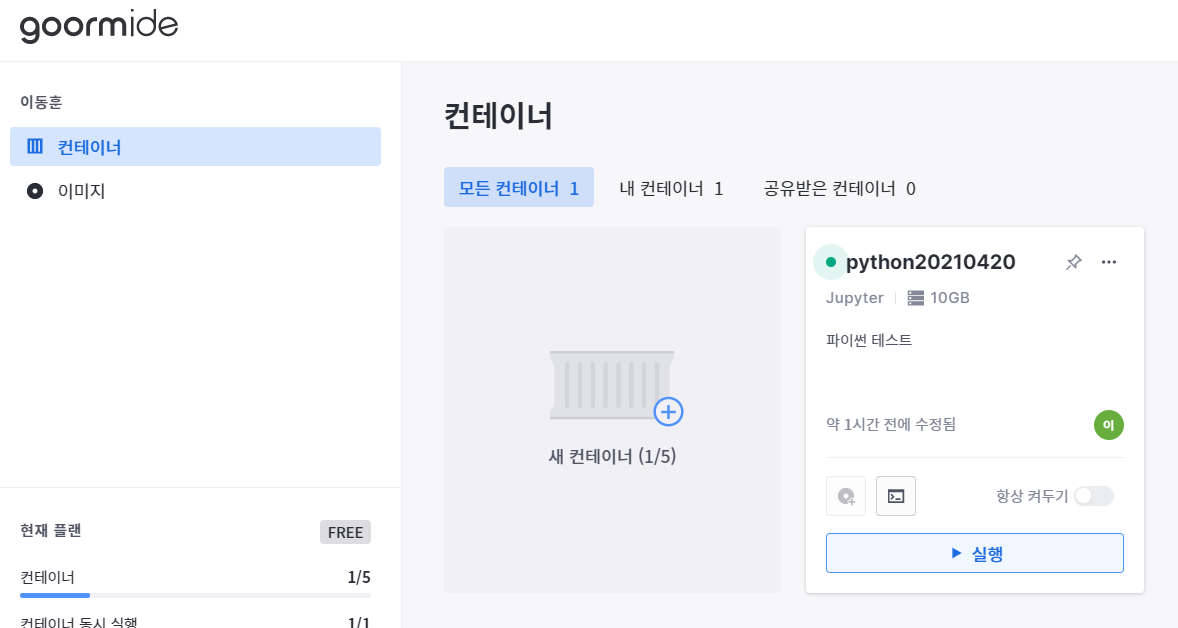 goormide
이동훈
컨테이너
이미지
현재 플랜 FREE
컨테이너 1/5
컨테이너 동시 실행 1/1
컨테이너
모든 컨테이너 1 내 컨테이너 1 공유받은 컨테이너 0
새 컨테이너 (1/5)
python20210420
Jupyter 10GB
파이썬 테스트
약 1시간 전에 수정됨 이
항상 켜두기
실행